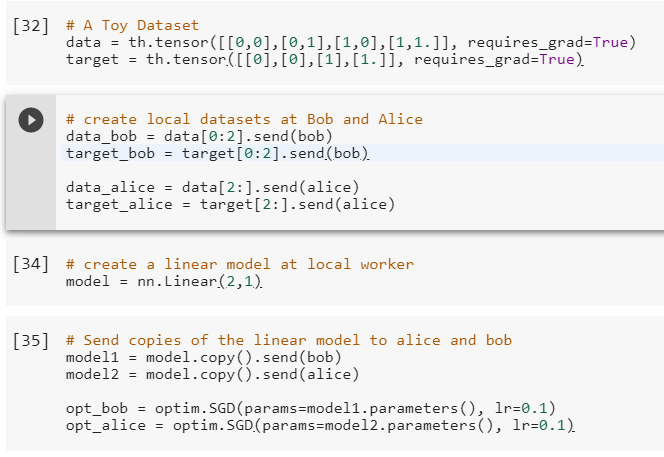 [32] # A Toy Dataset
data = th.tensor([[0,0],[0,1],[1,0],[1,1.]], requires_grad=True)
target = th.tensor([[0],[0],[1],[1.]], requires_grad=True)
# create local datasets at Bob and Alice
data_bob = data[0:2].send(bob)
target_bob = target[0:2].send(bob)
data_alice = data[2:].send(alice)
target_alice = target[2:].send(alice)
[34] # create a linear model at local worker
model = nn.Linear(2,1)
[35] # Send copies of the linear model to alice and bob
model1 = model.copy().send(bob)
model2 = model.copy().send(alice)
opt_bob = optim.SGD(params=model1.parameters(), lr=0.1)
opt_alice = optim.SGD(params=model2.parameters(), lr=0.1)